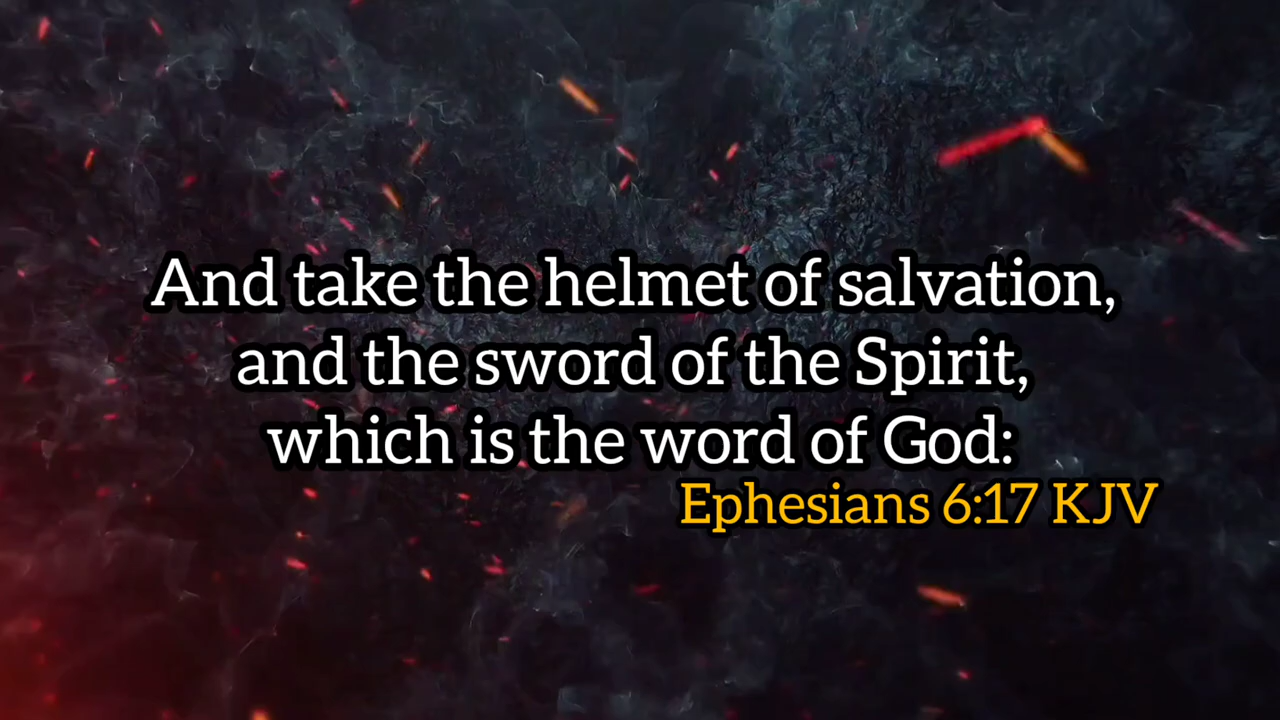 And take the helmet of salvation,
and the sword of the Spirit,
which is the word of God:
Ephesians 6:17 KJV